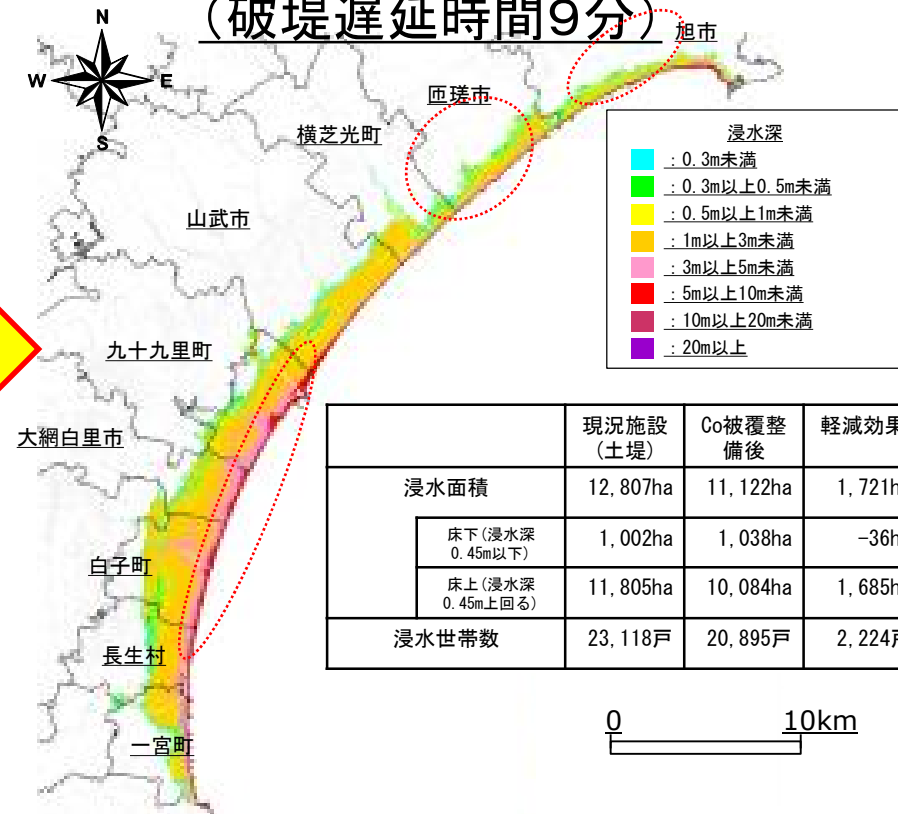 (破堤遅延時間9分)
N
W
E
S
旭市
匝瑳市
横芝光町
山武市
九十九里町
大網白里市
白子町
長生村
一宮町
浸水深
：0.3m未満
：0.3m以上0.5m未満
：0.5m以上1m未満
：1m以上3m未満
：3m以上5m未満
：5m以上10m未満
：10m以上20m未満
：20m以上
現況施設
(土堤)
Co被覆整
備後
軽減効果
浸水面積
12,807ha
11,122ha
1,721h
床下(浸水深
0.45m以下)
1,002ha
1,038ha
-36h
床上(浸水深
0.45m上回る)
11,805ha
10,084ha
1,685h
浸水世帯数
23,118戸
20,895戸
2,224戸
0
10km